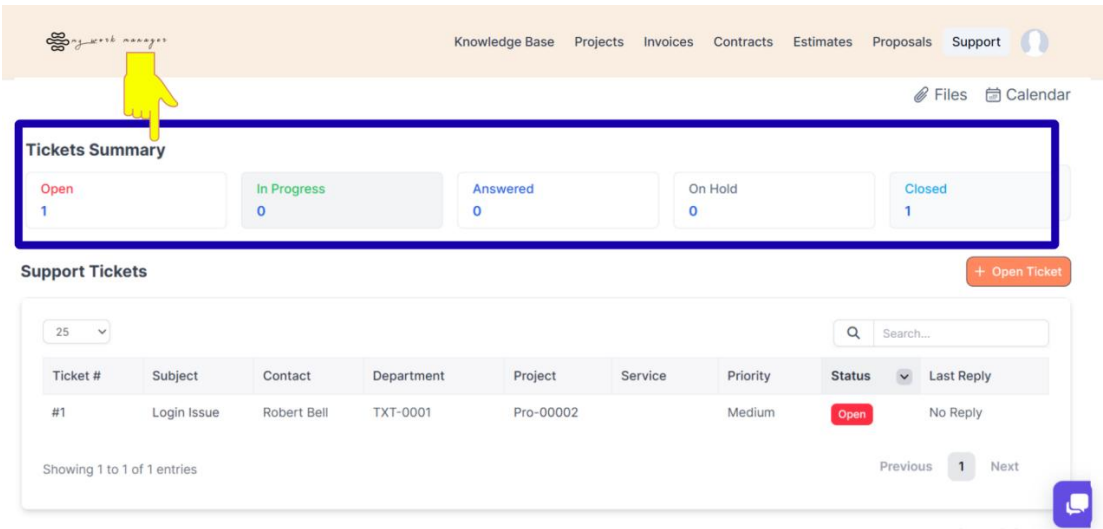 my work manager
Knowledge Base Projects Invoices Contracts Estimates Proposals Support
Files Calendar
Tickets Summary
Open In Progress Answered On Hold Closed
1 0 0 0 1
Support Tickets
+ Open Ticket
25 Search...
Ticket # Subject Contact Department Project Service Priority Status Last Reply
#1 Login Issue Robert Bell TXT-0001 Pro-00002 Medium Open No Reply
Showing 1 to 1 of 1 entries
Previous 1 Next